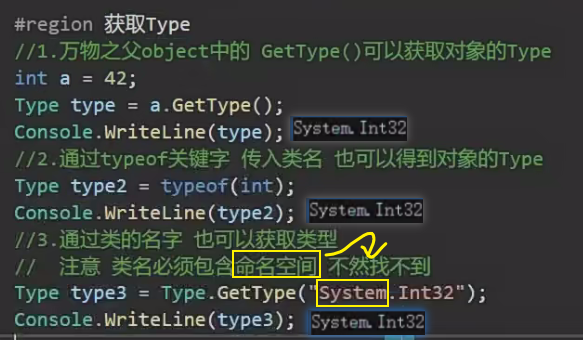 #region 获取Type
//1.万物之父object中的 GetType()可以获取对象的Type
int a = 42;
Type type = a.GetType();
Console.WriteLine(type); System.Int32
//2.通过typeof关键字 传入类名 也可以得到对象的Type
Type type2 = typeof(int);
Console.WriteLine(type2); System.Int32
//3.通过类的名字 也可以获取类型
// 注意 类名必须包含命名空间 不然找不到
Type type3 = Type.GetType("System.Int32");
Console.WriteLine(type3); System.Int32